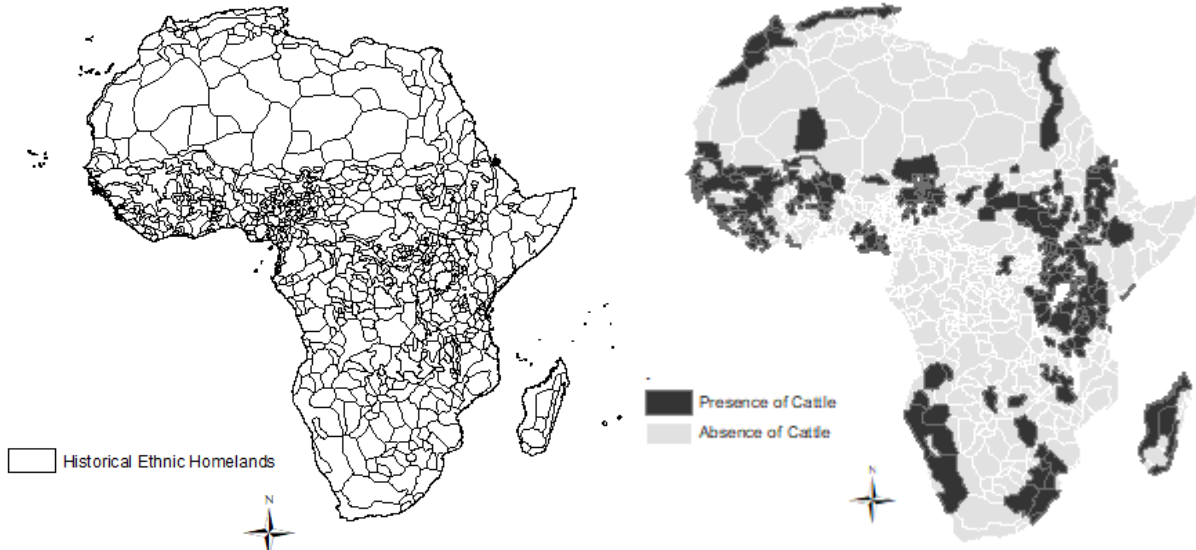 Historical Ethnic Homelands
N
Presence of Cattle
Absence of Cattle
N